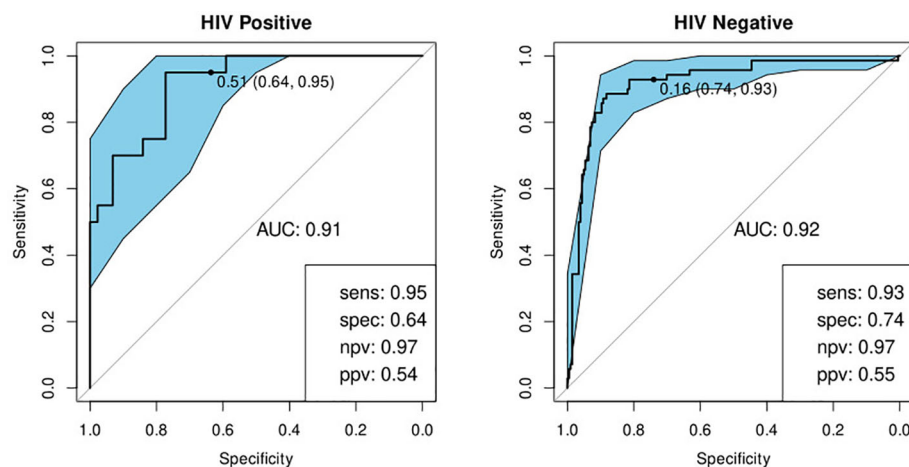 HIV Positive
1.0
0.8
0.6
0.4
0.2
0.0
Sensitivity
0.51 (0.64, 0.95)
AUC: 0.91
sens: 0.95
spec: 0.64
npv: 0.97
ppv: 0.54
1.0 0.8 0.6 0.4 0.2 0.0
Specificity
HIV Negative
1.0
0.8
0.6
0.4
0.2
0.0
Sensitivity
0.16 (0.74, 0.93)
AUC: 0.92
sens: 0.93
spec: 0.74
npv: 0.97
ppv: 0.55
1.0 0.8 0.6 0.4 0.2 0.0
Specificity